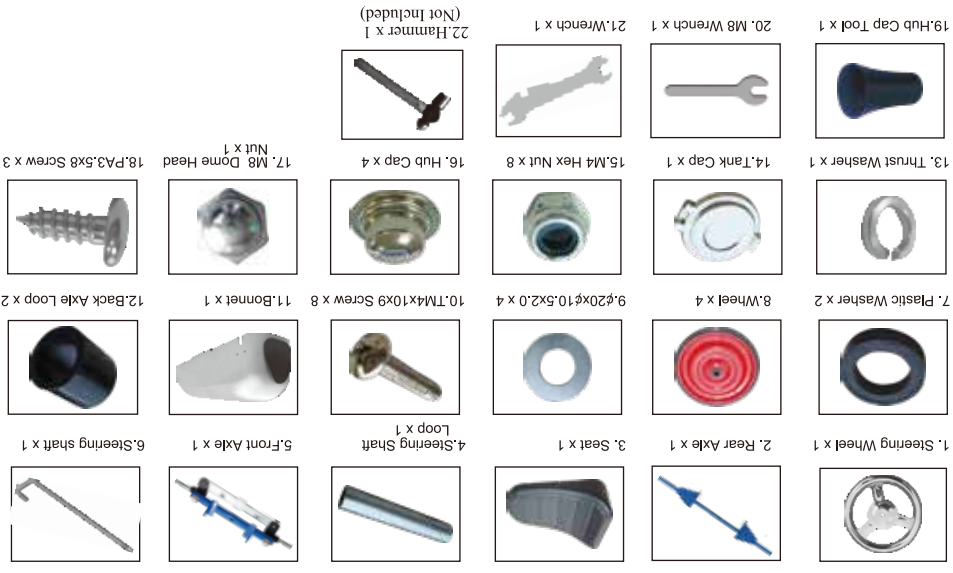 1. Steering Wheel x 1
2. Rear Axle x 1
3. Seat x 1
4.Steering Shaft
Loop x 1
5.Front Axle x 1
6.Steering shaft x 1
7. Plastic Washer x 2
8.Wheel x 4
9.¢20x¢10.5x2.0 x 4
10.TM4x10x9 Screw x 8
11.Bonnet x 1
12.Back Axle Loop x 2
13. Thrust Washer x 1
14.Tank Cap x 1
15.M4 Hex Nut x 8
16. Hub Cap x 4
17. M8 Dome Head
Nut x 1
18.PA3.5x8 Screw x 3
19.Hub Cap Tool x 1
20. M8 Wrench x 1
21.Wrench x 1
22.Hammer x 1
(Not Included)